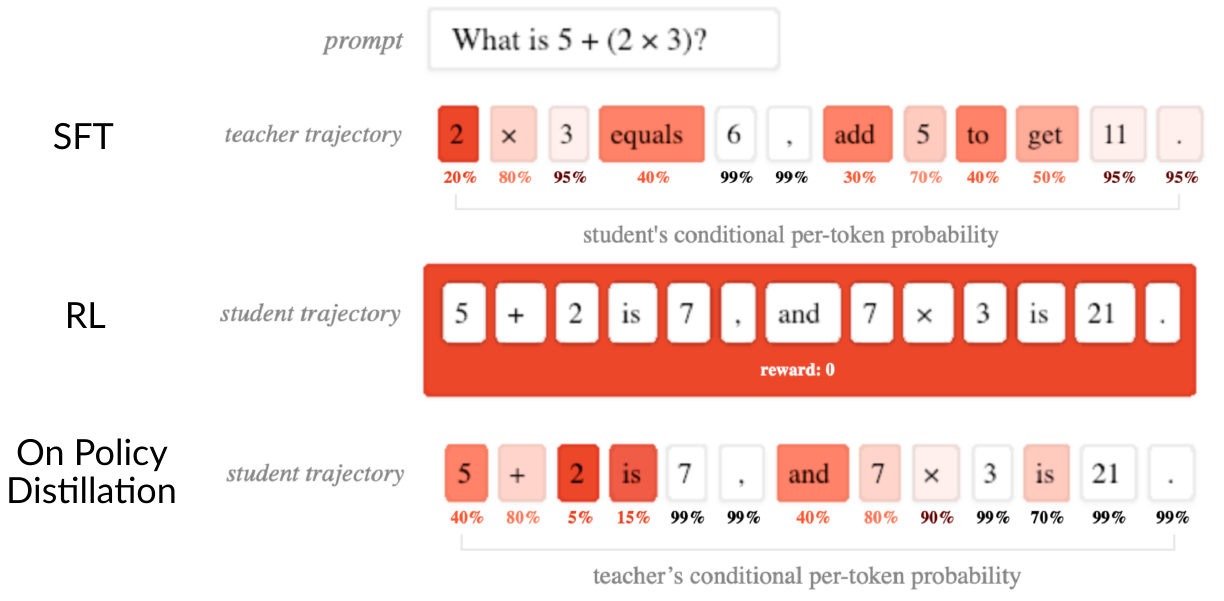 prompt What is 5 + (2 × 3)?
SFT teacher trajectory 2 × 3 equals 6 , add 5 to get 11 .
20% 80% 95% 40% 99% 99% 30% 70% 40% 50% 95% 95%
student's conditional per-token probability
RL student trajectory 5 + 2 is 7 , and 7 × 3 is 21 .
reward: 0
On Policy
Distillation
student trajectory 5 + 2 is 7 , and 7 × 3 is 21 .
40% 80% 5% 15% 99% 99% 40% 80% 90% 99% 70% 99% 99%
teacher’s conditional per-token probability